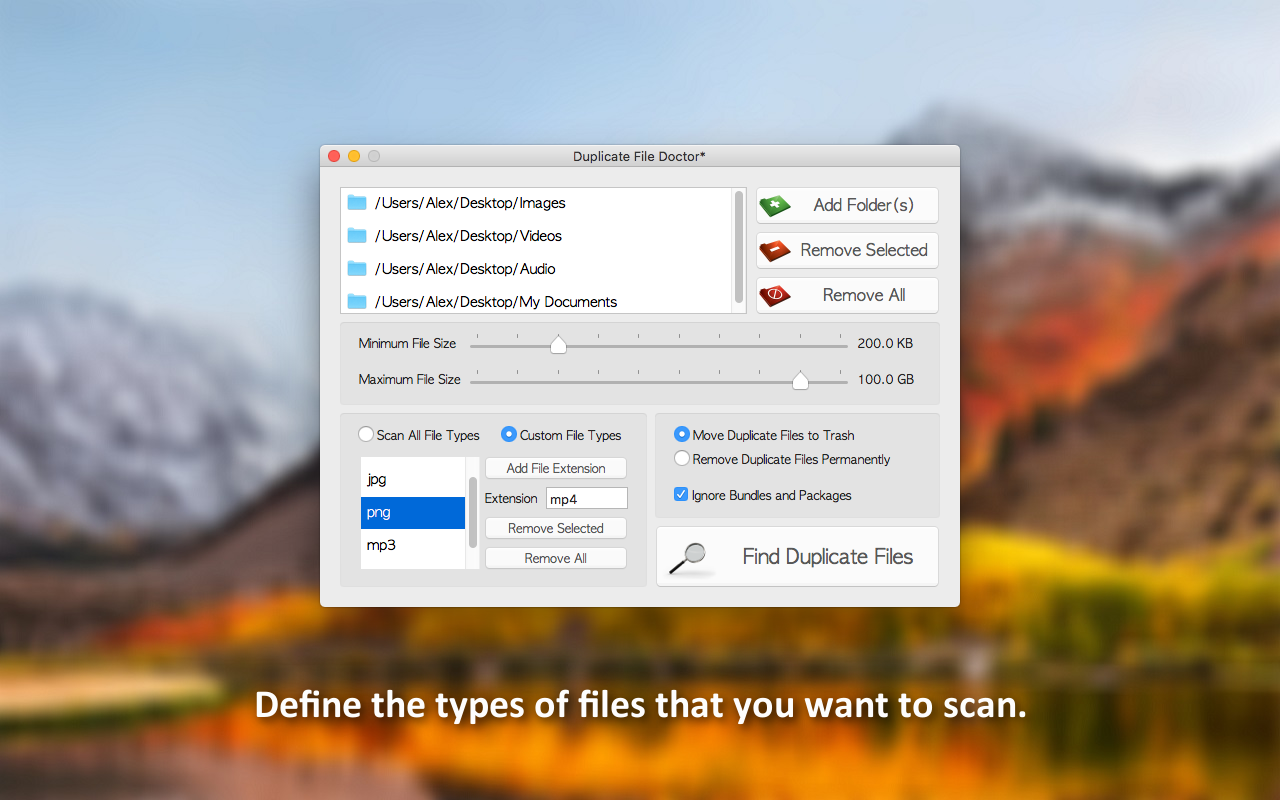 Duplicate File Doctor*
/Users/Alex/Desktop/Images
/Users/Alex/Desktop/Videos
/Users/Alex/Desktop/Audio
/Users/Alex/Desktop/My Documents
Add Folder(s)
Remove Selected
Remove All
Minimum File Size
200.0 KB
Maximum File Size
100.0 GB
Scan All File Types
Custom File Types
jpg
png
mp3
Add File Extension
Extension
mp4
Remove Selected
Remove All
Move Duplicate Files to Trash
Remove Duplicate Files Permanently
Ignore Bundles and Packages
Find Duplicate Files
Define the types of files that you want to scan.